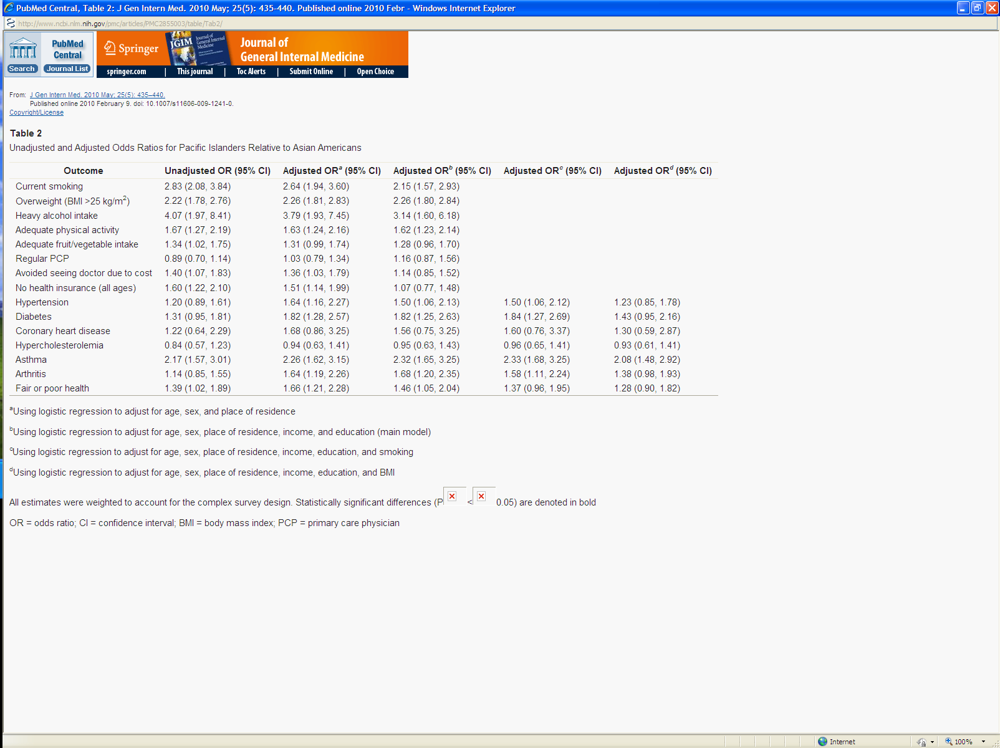 PubMed Central, Table 2: J Gen Intern Med. 2010 May; 25(5): 435-440. Published online 2010 Febr - Windows Internet Explorer
http://www.ncbi.nlm.nih.gov/pmc/articles/PMC2855003/table/Tab2/
PubMed Central
Search Journal List
Springer
JGIM Journal of General Internal Medicine
Journal of
General Internal Medicine
springer.com | This journal | Toc Alerts | Submit Online | Open Choice
From: J Gen Intern Med. 2010 May; 25(5): 435–440.
Published online 2010 February 9. doi: 10.1007/s11606-009-1241-0.
Copyright/License
Table 2
Unadjusted and Adjusted Odds Ratios for Pacific Islanders Relative to Asian Americans
Outcome Unadjusted OR (95% CI) Adjusted ORa (95% CI) Adjusted ORb (95% CI) Adjusted ORc (95% CI) Adjusted ORd (95% CI)
Current smoking 2.83 (2.08, 3.84) 2.64 (1.94, 3.60) 2.15 (1.57, 2.93)
Overweight (BMI >25 kg/m2) 2.22 (1.78, 2.76) 2.26 (1.81, 2.83) 2.26 (1.80, 2.84)
Heavy alcohol intake 4.07 (1.97, 8.41) 3.79 (1.93, 7.45) 3.14 (1.60, 6.18)
Adequate physical activity 1.67 (1.27, 2.19) 1.63 (1.24, 2.16) 1.62 (1.23, 2.14)
Adequate fruit/vegetable intake 1.34 (1.02, 1.75) 1.31 (0.99, 1.74) 1.28 (0.96, 1.70)
Regular PCP 0.89 (0.70, 1.14) 1.03 (0.79, 1.34) 1.16 (0.87, 1.56)
Avoided seeing doctor due to cost 1.40 (1.07, 1.83) 1.36 (1.03, 1.79) 1.14 (0.85, 1.52)
No health insurance (all ages) 1.60 (1.22, 2.10) 1.51 (1.14, 1.99) 1.07 (0.77, 1.48)
Hypertension 1.20 (0.89, 1.61) 1.64 (1.16, 2.27) 1.50 (1.06, 2.13) 1.50 (1.06, 2.12) 1.23 (0.85, 1.78)
Diabetes 1.31 (0.95, 1.81) 1.82 (1.28, 2.57) 1.82 (1.25, 2.63) 1.84 (1.27, 2.69) 1.43 (0.95, 2.16)
Coronary heart disease 1.22 (0.64, 2.29) 1.68 (0.86, 3.25) 1.56 (0.75, 3.25) 1.60 (0.76, 3.37) 1.30 (0.59, 2.87)
Hypercholesterolemia 0.84 (0.57, 1.23) 0.94 (0.63, 1.41) 0.95 (0.63, 1.43) 0.96 (0.65, 1.41) 0.93 (0.61, 1.41)
Asthma 2.17 (1.57, 3.01) 2.26 (1.62, 3.15) 2.32 (1.65, 3.25) 2.33 (1.68, 3.25) 2.08 (1.48, 2.92)
Arthritis 1.14 (0.85, 1.55) 1.64 (1.19, 2.26) 1.68 (1.20, 2.35) 1.58 (1.11, 2.24) 1.38 (0.98, 1.93)
Fair or poor health 1.39 (1.02, 1.89) 1.66 (1.21, 2.28) 1.46 (1.05, 2.04) 1.37 (0.96, 1.95) 1.28 (0.90, 1.82)
aUsing logistic regression to adjust for age, sex, and place of residence
bUsing logistic regression to adjust for age, sex, place of residence, income, and education (main model)
cUsing logistic regression to adjust for age, sex, place of residence, income, education, and smoking
dUsing logistic regression to adjust for age, sex, place of residence, income, education, and BMI
All estimates were weighted to account for the complex survey design. Statistically significant differences (P < 0.05) are denoted in bold
OR = odds ratio; CI = confidence interval; BMI = body mass index; PCP = primary care physician
Internet 100%